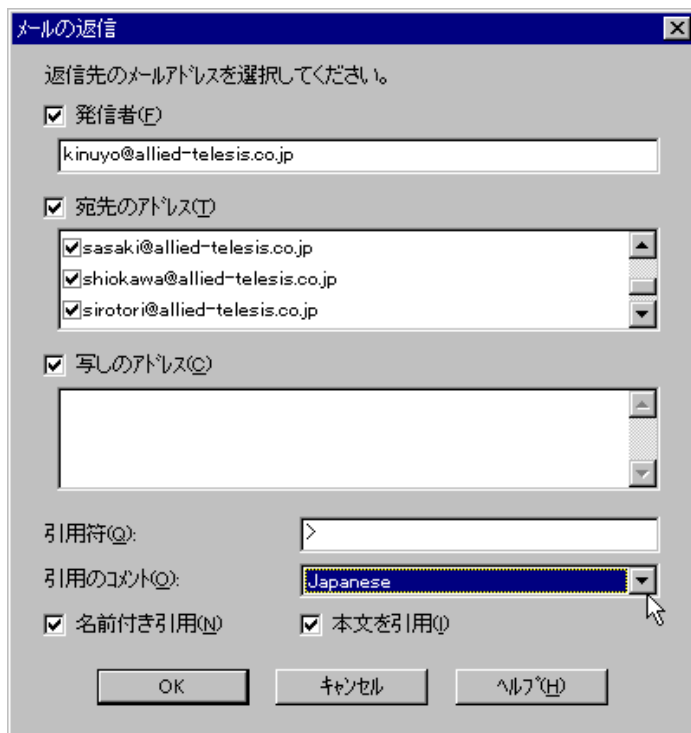 メールの返信
返信先のメールアドレスを選択してください。
発信者(F)
kinuyo@allied-telesis.co.jp
宛先のアドレス(T)
sasaki@allied-telesis.co.jp
shiokawa@allied-telesis.co.jp
sirotori@allied-telesis.co.jp
写しのアドレス(C)
引用符(Q): >
引用のコメント(O): Japanese
名前付き引用(N) 本文を引用(I)
OK キャンセル ヘルプ(H)